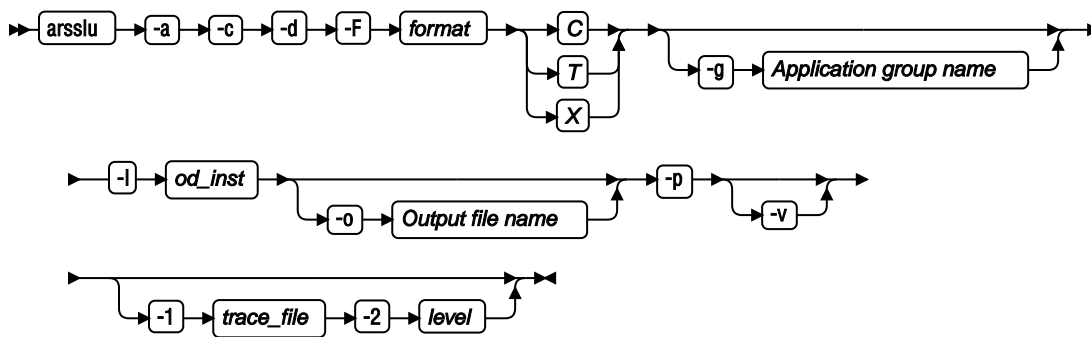 arsslu -a -c -d -F format C
T -g Application group name
X
-I od_inst -p
-o Output file name -v
-1 trace_file -2 level